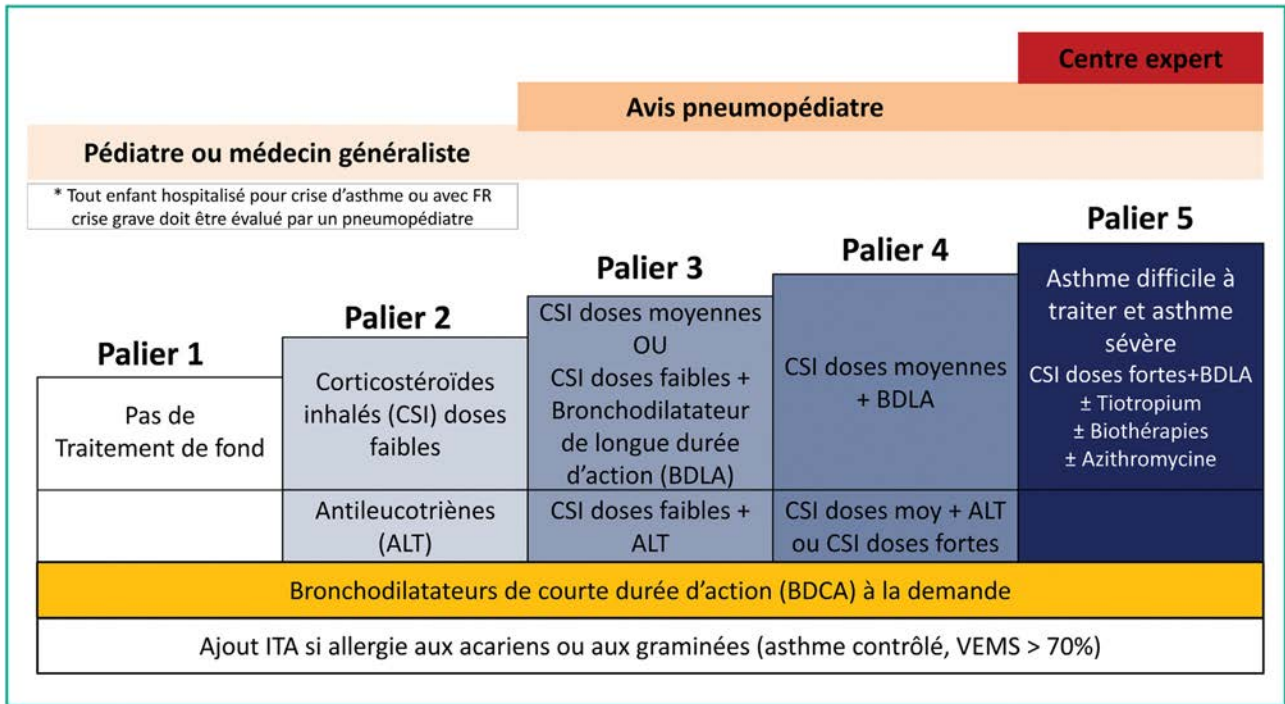 Centre expert
Avis pneumopédiatre
Pédiatre ou médecin généraliste
* Tout enfant hospitalisé pour crise d'asthme ou avec FR
crise grave doit être évalué par un pneumopédiatre
Palier 1
Pas de
Traitement de fond
Palier 2
Corticostéroïdes
inhalés (CSI) doses
faibles
Antileucotriènes
(ALT)
Palier 3
CSI doses moyennes
OU
CSI doses faibles +
Bronchodilatateur
de longue durée
d'action (BDLA)
CSI doses faibles +
ALT
Palier 4
CSI doses moyennes
+ BDLA
CSI doses moy + ALT
ou CSI doses fortes
Palier 5
Asthme difficile à
traiter et asthme
sévère
CSI doses fortes+BDLA
± Tiotropium
± Biothérapies
± Azithromycine
Bronchodilatateurs de courte durée d'action (BDCA) à la demande
Ajout ITA si allergie aux acariens ou aux graminées (asthme contrôlé, VEMS > 70%)